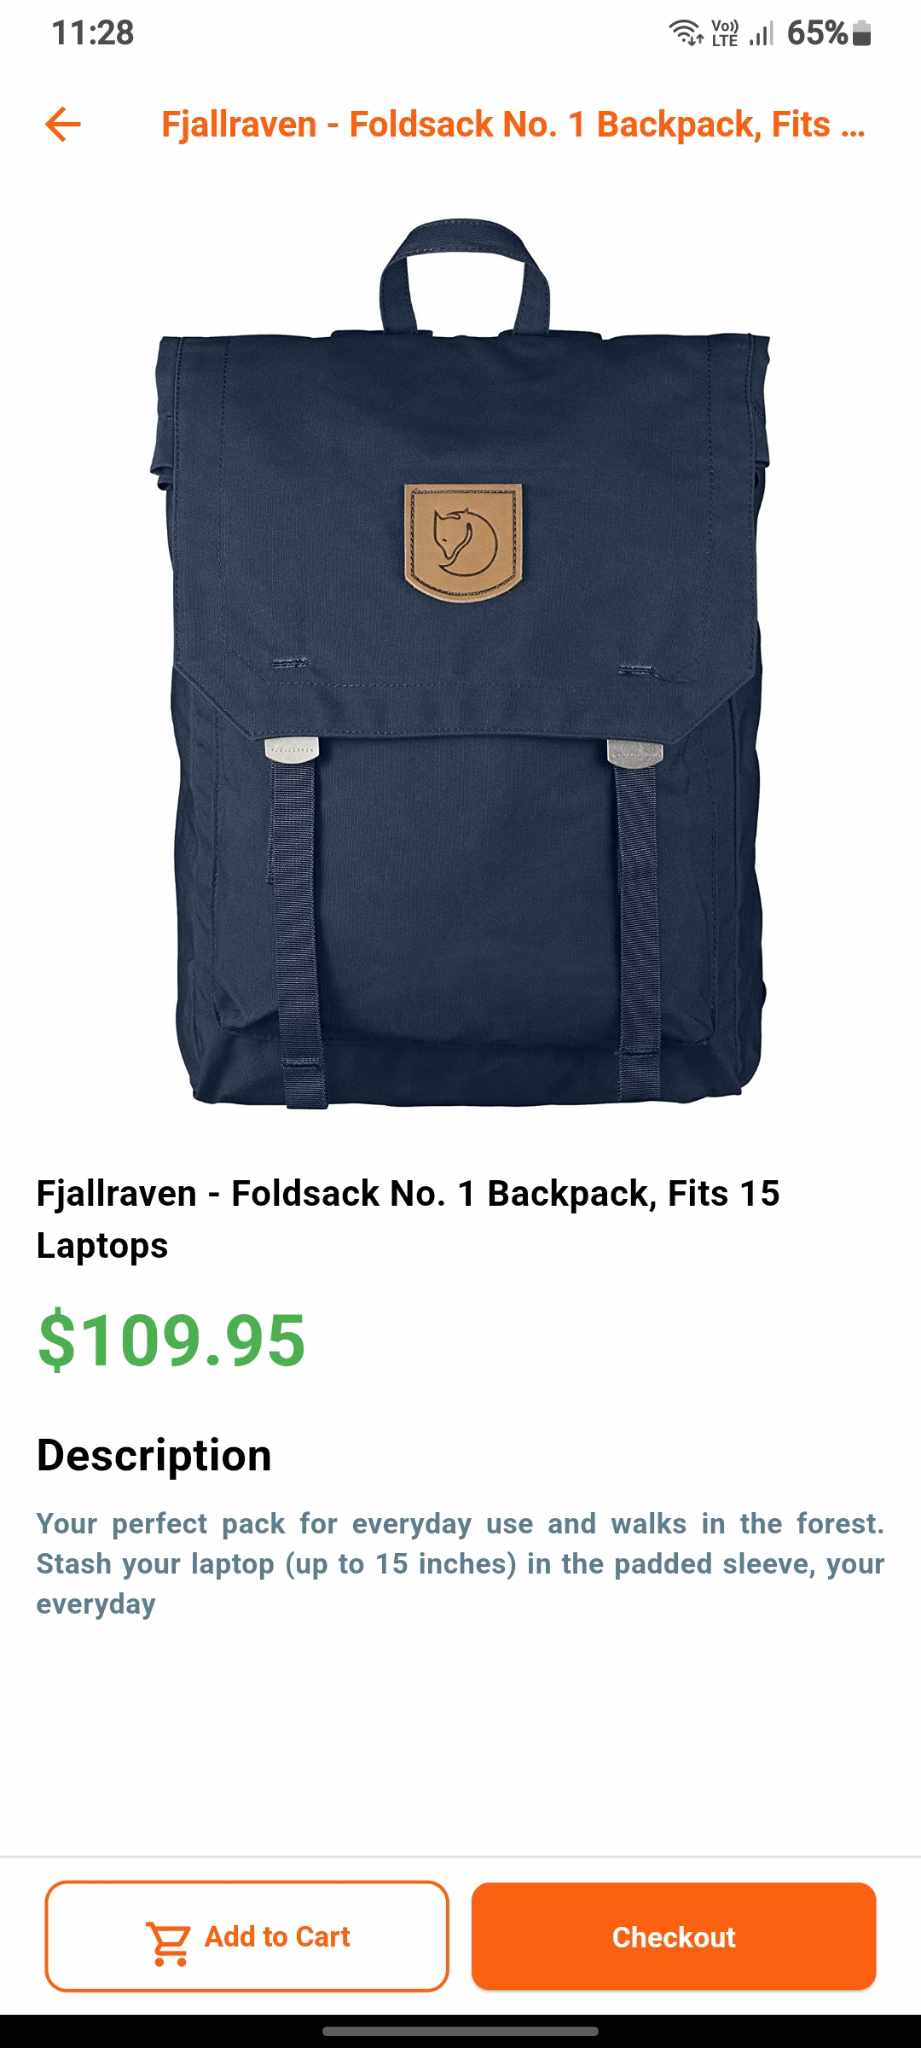 11:28
Vo))
LTE
65%
Fjallraven - Foldsack No. 1 Backpack, Fits ...
Fjallraven - Foldsack No. 1 Backpack, Fits 15
Laptops
$109.95
Description
Your perfect pack for everyday use and walks in the forest.
Stash your laptop (up to 15 inches) in the padded sleeve, your
everyday
Add to Cart
Checkout